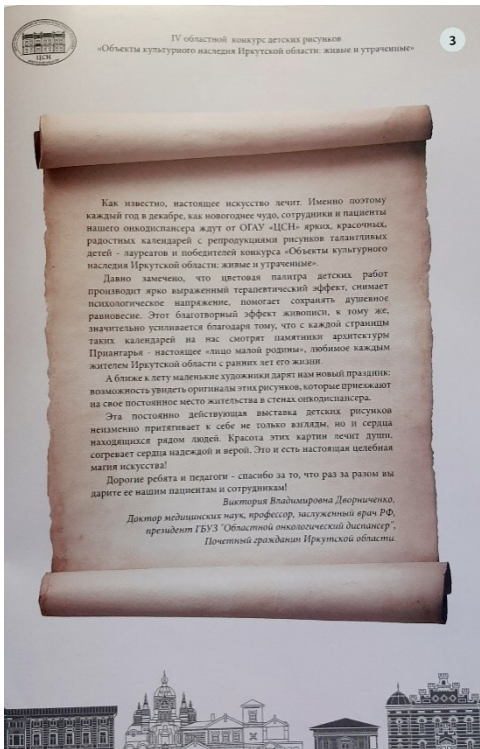 IV областной конкурс детских рисунков
«Объекты культурного наследия Иркутской области: живые и утраченные»
3
ЦСН
Как известно, настоящее искусство лечит. Именно поэтому
каждый год в декабре, как новогоднее чудо, сотрудники и пациенты
нашего онкодиспансера ждут от ОГАУ «ЦСН» ярких, красочных,
радостных календарей с репродукциями рисунков талантливых
детей - лауреатов и победителей конкурса «Объекты культурного
наследия Иркутской области: живые и утраченные».
Давно замечено, что цветовая палитра детских работ
производит ярко выраженный терапевтический эффект, снимает
психологическое напряжение, помогает сохранять душевное
равновесие. Этот благотворный эффект живописи, к тому же,
значительно усиливается благодаря тому, что с каждой страницы
таких календарей на нас смотрят памятники архитектуры
Приангарья - настоящее «лицо малой родины», любимое каждым
жителем Иркутской области с ранних лет его жизни.
А ближе к лету маленькие художники дарят нам новый праздник:
возможность увидеть оригиналы этих рисунков, которые приезжают
на свое постоянное место жительства в стенах онкодиспансера.
Эта постоянно действующая выставка детских рисунков
неизменно притягивает к себе не только взгляды, но и сердца
находящихся рядом людей. Красота этих картин лечит души,
согревает сердца надеждой и верой. Это и есть настоящая целебная
магия искусства!
Дорогие ребята и педагоги - спасибо за то, что раз за разом вы
дарите ее нашим пациентам и сотрудникам!
Виктория Владимировна Дворниченко,
Доктор медицинских наук, профессор, заслуженный врач РФ,
президент ГБУЗ "Областной онкологический диспансер",
Почетный гражданин Иркутской области.